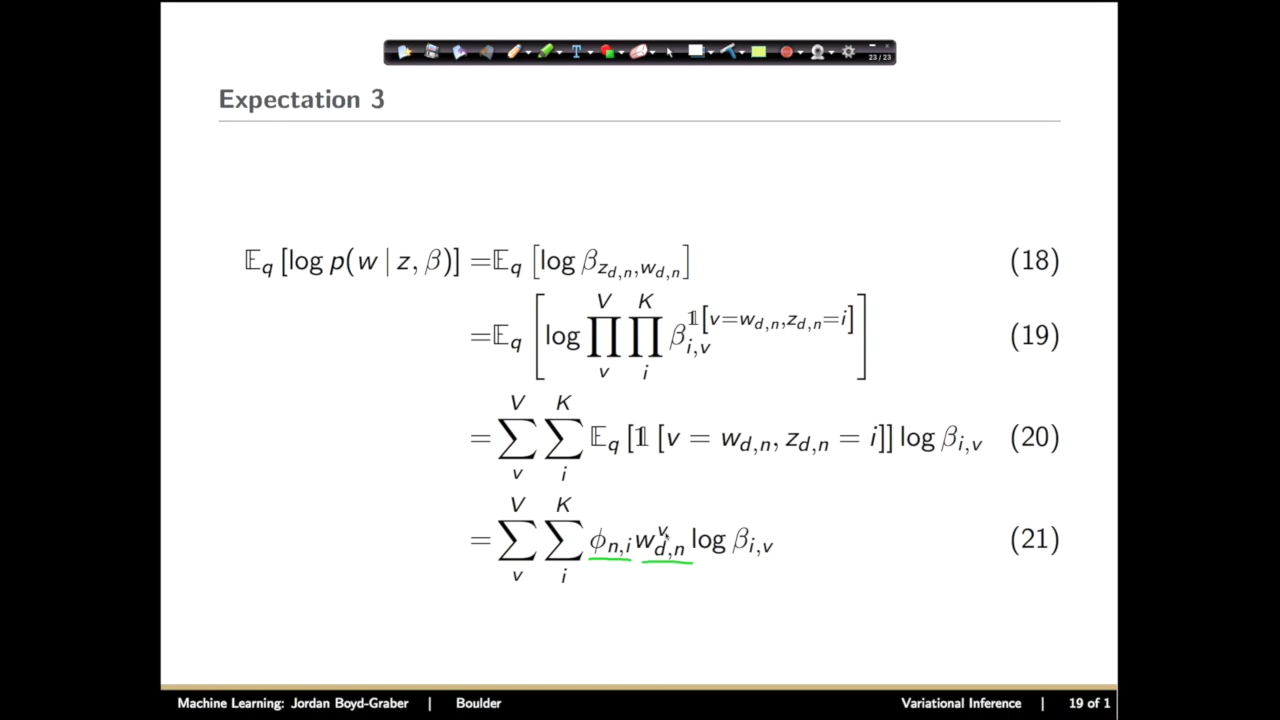 23 / 23
Expectation 3
𝔼_q [log p(w | z, β)] = 𝔼_q [log β_{z_{d,n}, w_{d,n}}] (18)
= 𝔼_q [log ∏_v^V ∏_i^K β_{i,v}^{𝟙[v=w_{d,n}, z_{d,n}=i]}] (19)
= ∑_v^V ∑_i^K 𝔼_q [𝟙 [v = w_{d,n}, z_{d,n} = i]] log β_{i,v} (20)
= ∑_v^V ∑_i^K ϕ_{n,i} w_{d,n}^v log β_{i,v} (21)
Machine Learning: Jordan Boyd-Graber | Boulder Variational Inference | 19 of 1